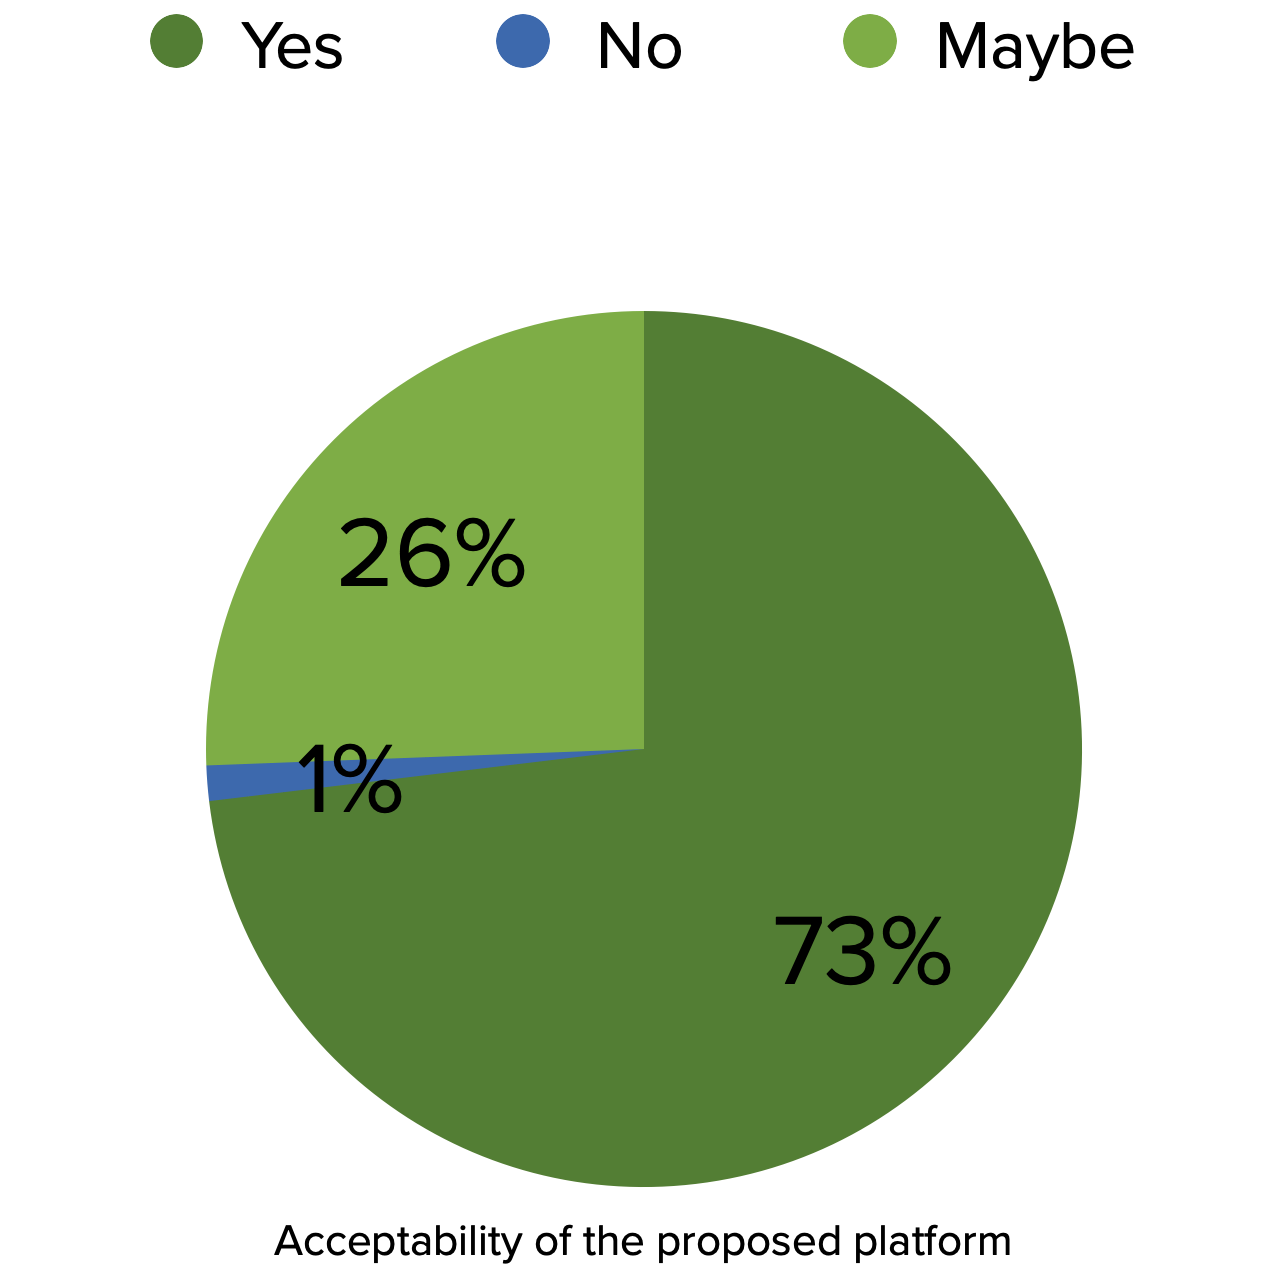 Yes No Maybe
26%
1%
73%
Acceptability of the proposed platform